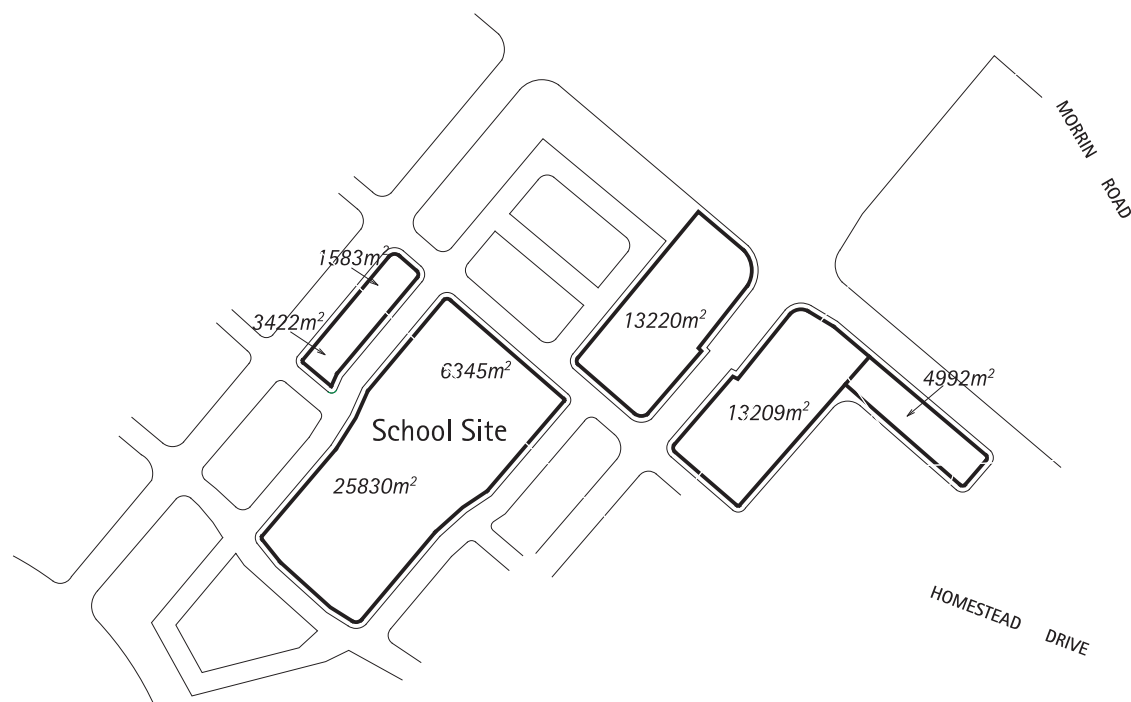 MORRIN ROAD
1583m²
3422m²
13220m²
6345m²
4992m²
13209m²
School Site
25830m²
HOMESTEAD DRIVE